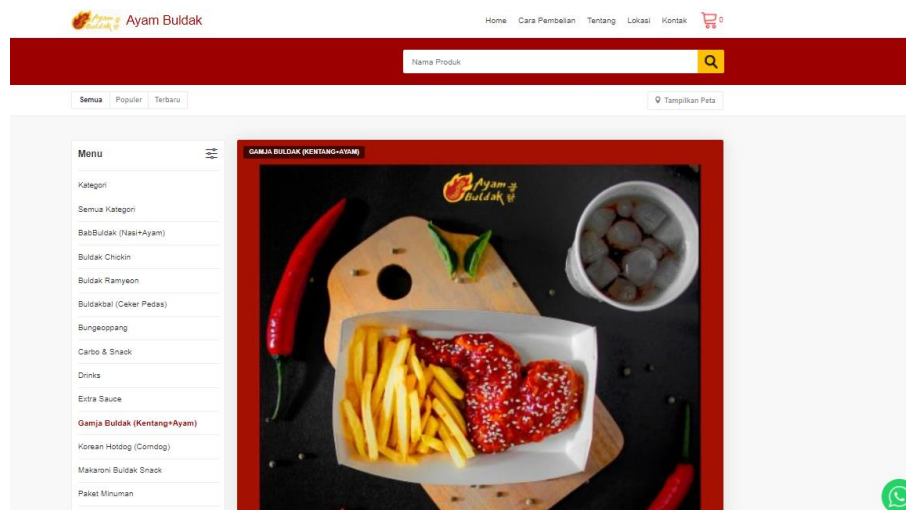 Ayam Buldak
Home Cara Pembelian Tentang Lokasi Kontak 0
Nama Produk
Semua Populer Terbaru
Tampilkan Peta
Menu
Kategori
Semua Kategori
BabBuldak (Nasi+Ayam)
Buldak Chickin
Buldak Ramyeon
Buldakbal (Ceker Pedas)
Bungeoppang
Carbo & Snack
Drinks
Extra Sauce
Gamja Buldak (Kentang+Ayam)
Korean Hotdog (Corndog)
Makaroni Buldak Snack
Paket Minuman
GAMJA BULDAK (KENTANG+AYAM)
Ayam
Buldak